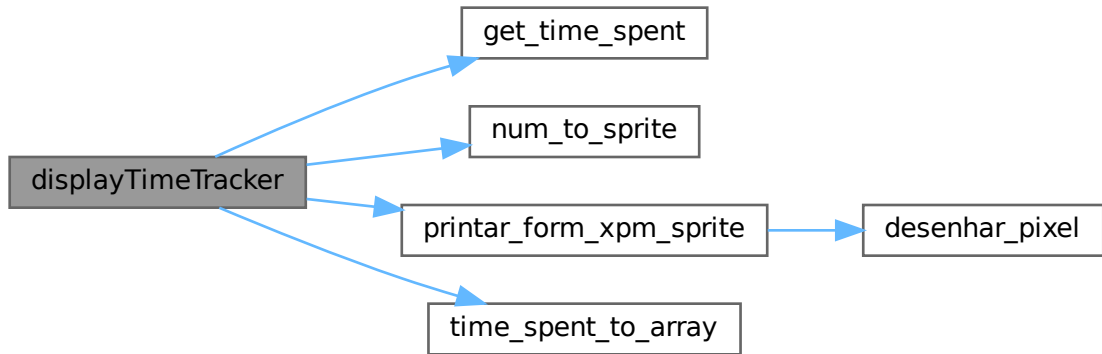 get_time_spent
num_to_sprite
displayTimeTracker
printar_form_xpm_sprite
desenhar_pixel
time_spent_to_array